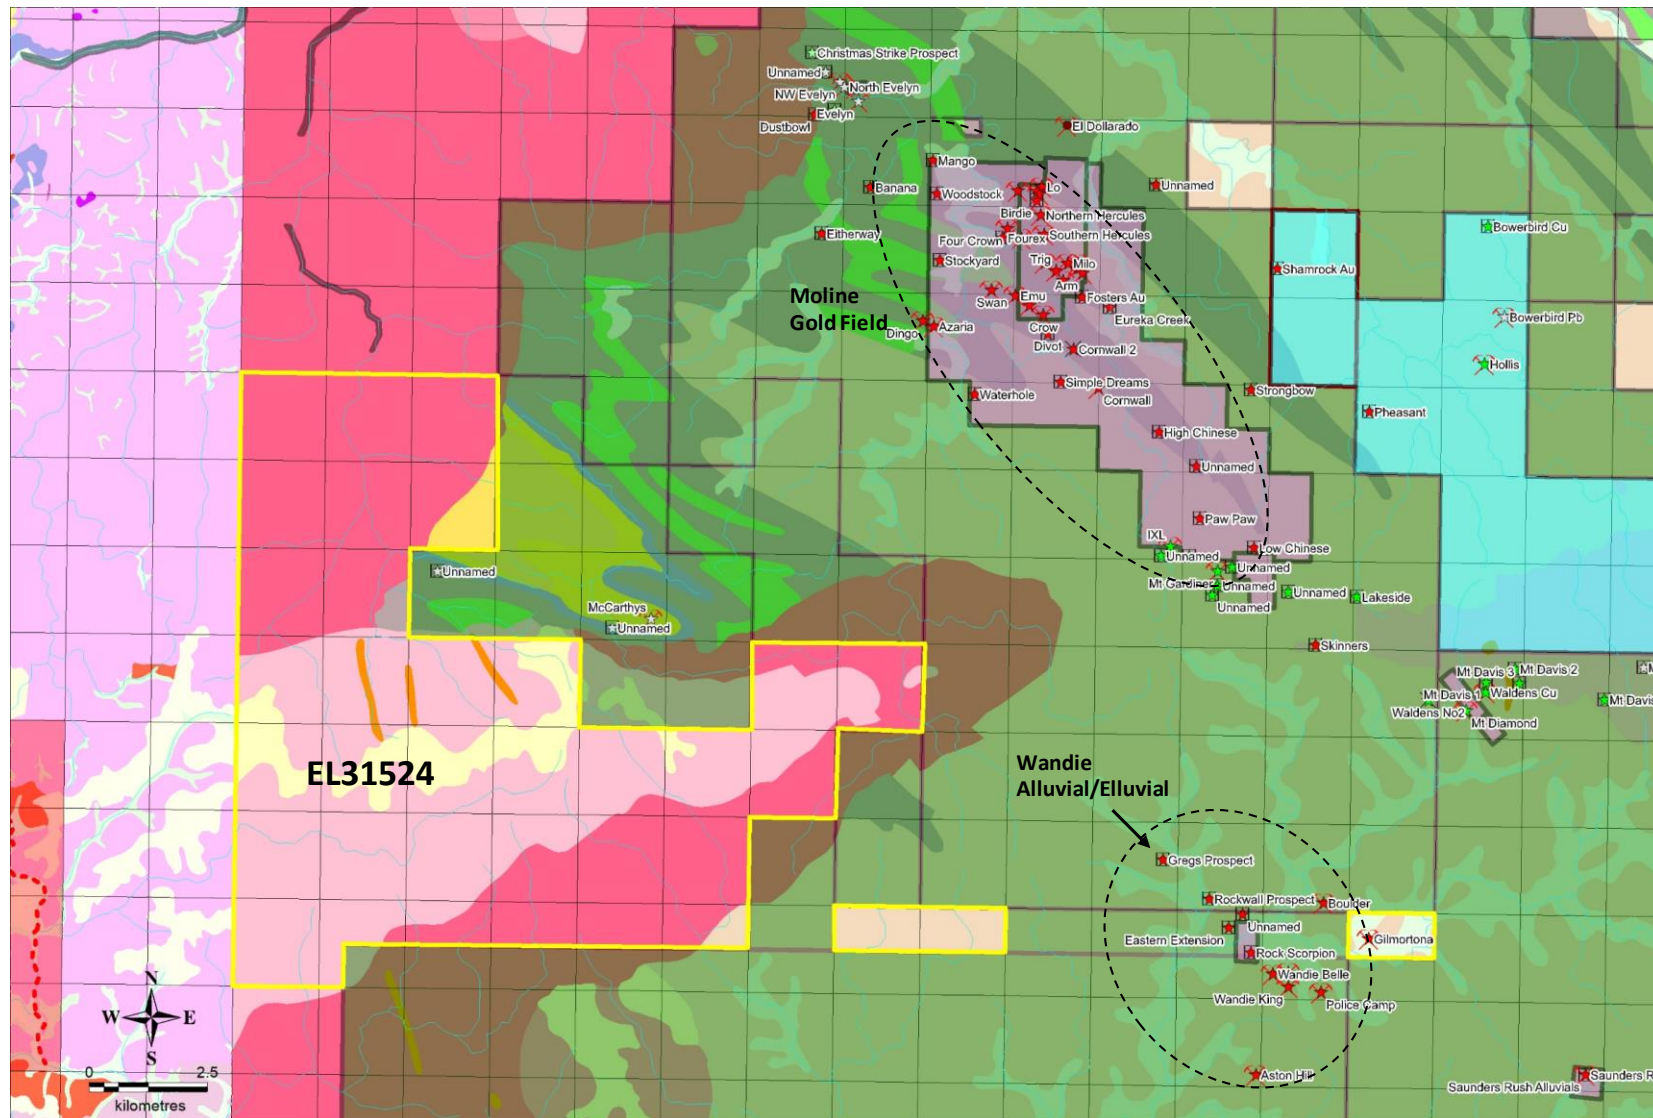 Christmas Strike Prospect
Unnamed
North Evelyn
NW Evelyn
Evelyn
Dustbowl
El Dollarado
Mango
Banana
Woodstock
Lo
Unnamed
Birdie
Northern Hercules
Eitherway
Four Crown
Fourex
Southern Hercules
Bowerbird Cu
Stockyard
Trig
Milo
Shamrock Au
Arm
Moline
Gold Field
Swan
Emu
Fosters Au
Eureka Creek
Bowerbird Pb
Dingo
Azaria
Crow
Divot
Cornwall 2
Hollis
Simple Dreams
Waterhole
Cornwall
Strongbow
Pheasant
High Chinese
Unnamed
Paw Paw
IXL
Low Chinese
Unnamed
Unnamed
Unnamed
Mt Gardiner
Unnamed
Unnamed
Unnamed
Lakeside
McCarthys
Unnamed
Skinners
Mt Davis 3
Mt Davis 2
M
Mt Davis 1
Waldens Cu
Mt Davis
Waldens No2
Mt Diamond
EL31524
Wandie
Alluvial/Elluvial
Gregs Prospect
Rockwall Prospect
Boulder
Unnamed
Eastern Extension
Gilmortona
Rock Scorpion
Wandie Belle
Wandie King
Police Camp
N
W
E
S
0
2.5
kilometres
Aston Hill
Saunders R
Saunders Rush Alluvials